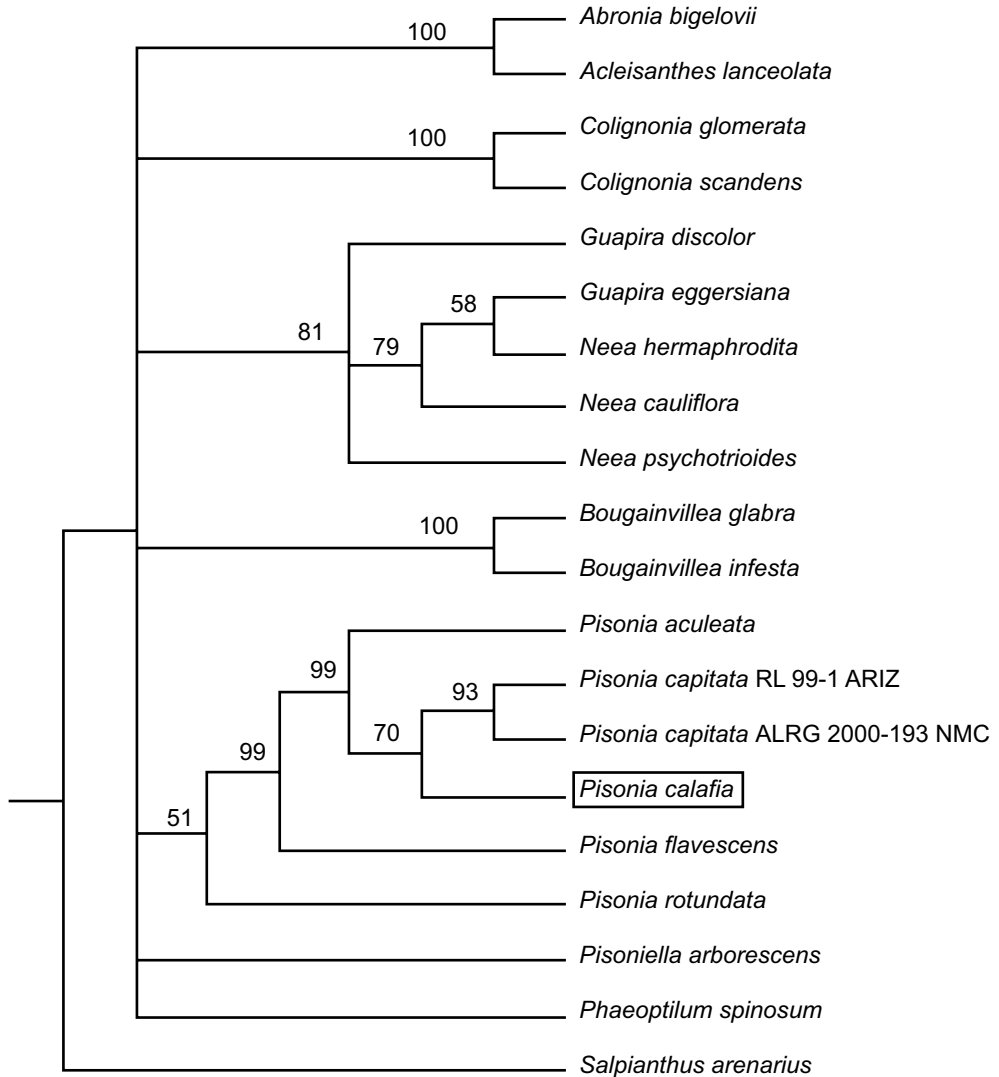 100
Abronia bigelovii
Acleisanthes lanceolata
100
Colignonia glomerata
Colignonia scandens
Guapira discolor
81
79
58
Guapira eggersiana
Neea hermaphrodita
Neea cauliflora
Neea psychotrioides
100
Bougainvillea glabra
Bougainvillea infesta
Pisonia aculeata
99
93
Pisonia capitata RL 99-1 ARIZ
70
Pisonia capitata ALRG 2000-193 NMC
99
Pisonia calafia
51
Pisonia flavescens
Pisonia rotundata
Pisoniella arborescens
Phaeoptilum spinosum
Salpianthus arenarius